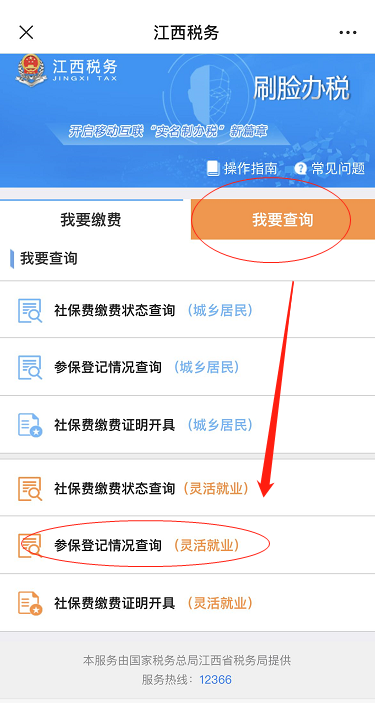 江西税务
江西税务
JINGXI TAX
刷脸办税
开启移动互联“实名制办税”新篇章
操作指南
常见问题
我要缴费
我要查询
我要查询
社保费缴费状态查询（城乡居民）
参保登记情况查询（城乡居民）
社保费缴费证明开具（城乡居民）
社保费缴费状态查询(灵活就业）
参保登记情况查询（灵活就业）
社保费缴费证明开具（灵活就业）
本服务由国家税务总局江西省税务局提供
服务热线：12366